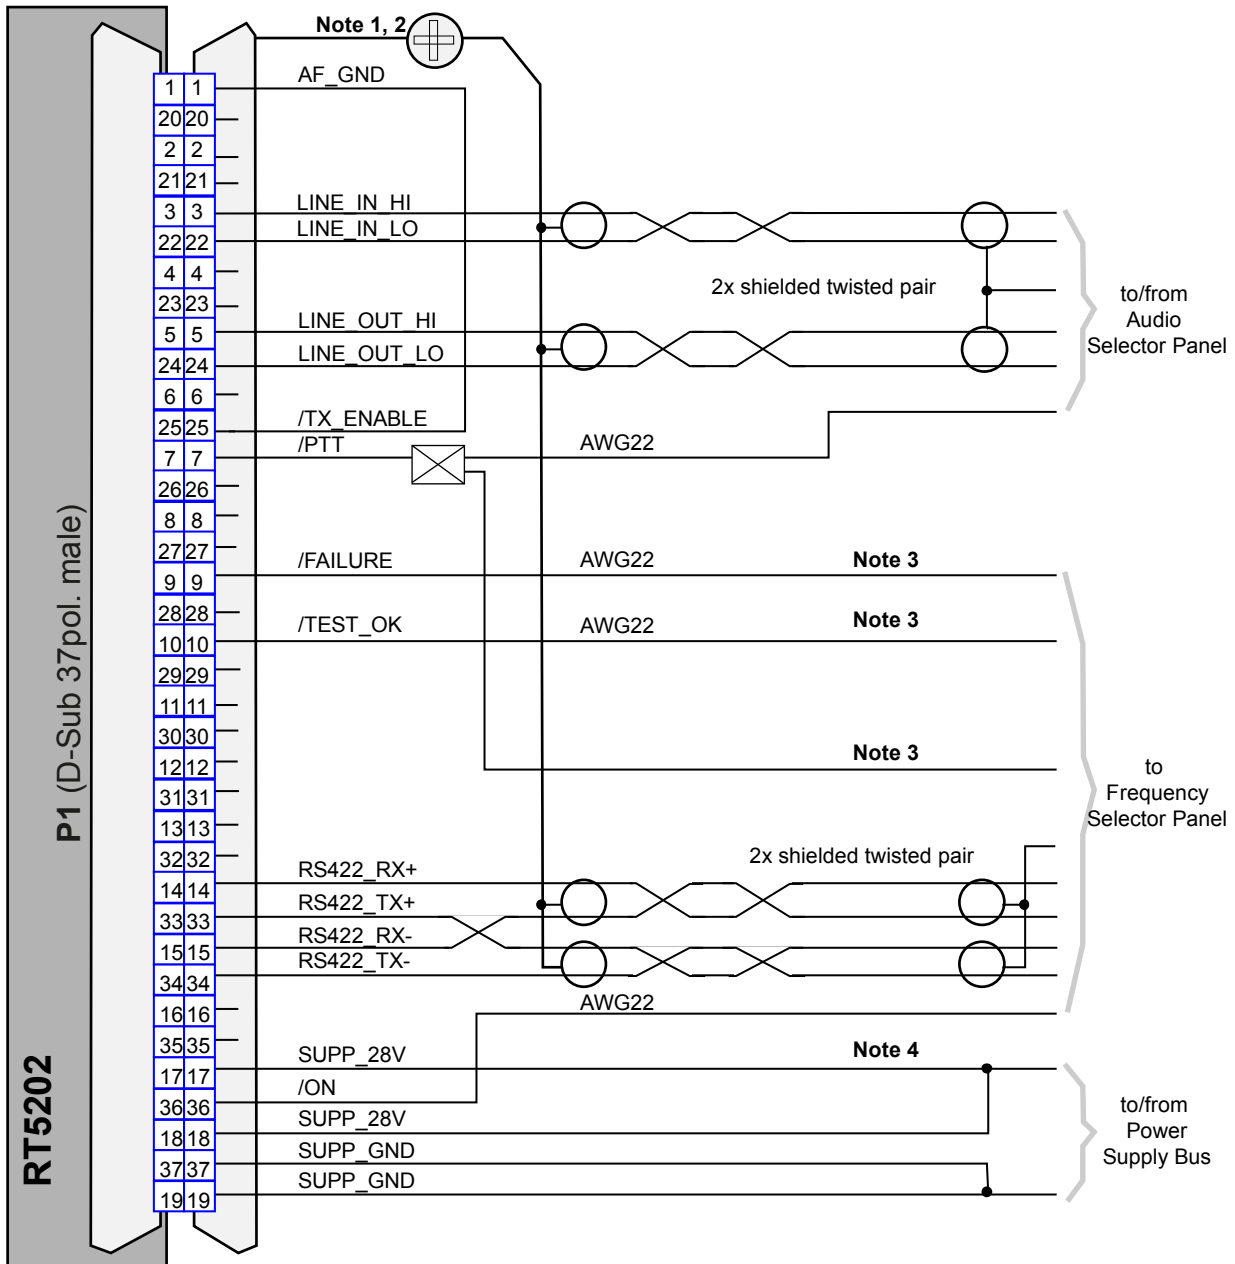 Note 1, 2
AF_GND
1 1
20 20
2 2
21 21
LINE_IN_HI
3 3
LINE_IN_LO
22 22
4 4
2x shielded twisted pair
to/from
Audio
Selector Panel
23 23
LINE_OUT_HI
5 5
LINE_OUT_LO
24 24
6 6
/TX_ENABLE
25 25
/PTT
AWG22
7 7
26 26
8 8
27 27
/FAILURE
AWG22
Note 3
9 9
28 28
/TEST_OK
AWG22
Note 3
10 10
29 29
11 11
30 30
Note 3
12 12
to
Frequency
Selector Panel
31 31
13 13
32 32
2x shielded twisted pair
RS422_RX+
14 14
RS422_TX+
33 33
RS422_RX-
15 15
RS422_TX-
34 34
AWG22
16 16
35 35
SUPP_28V
Note 4
17 17
/ON
36 36
SUPP_28V
18 18
to/from
Power
Supply Bus
SUPP_GND
37 37
SUPP_GND
19 19
P1 (D-Sub 37pol. male)
RT5202